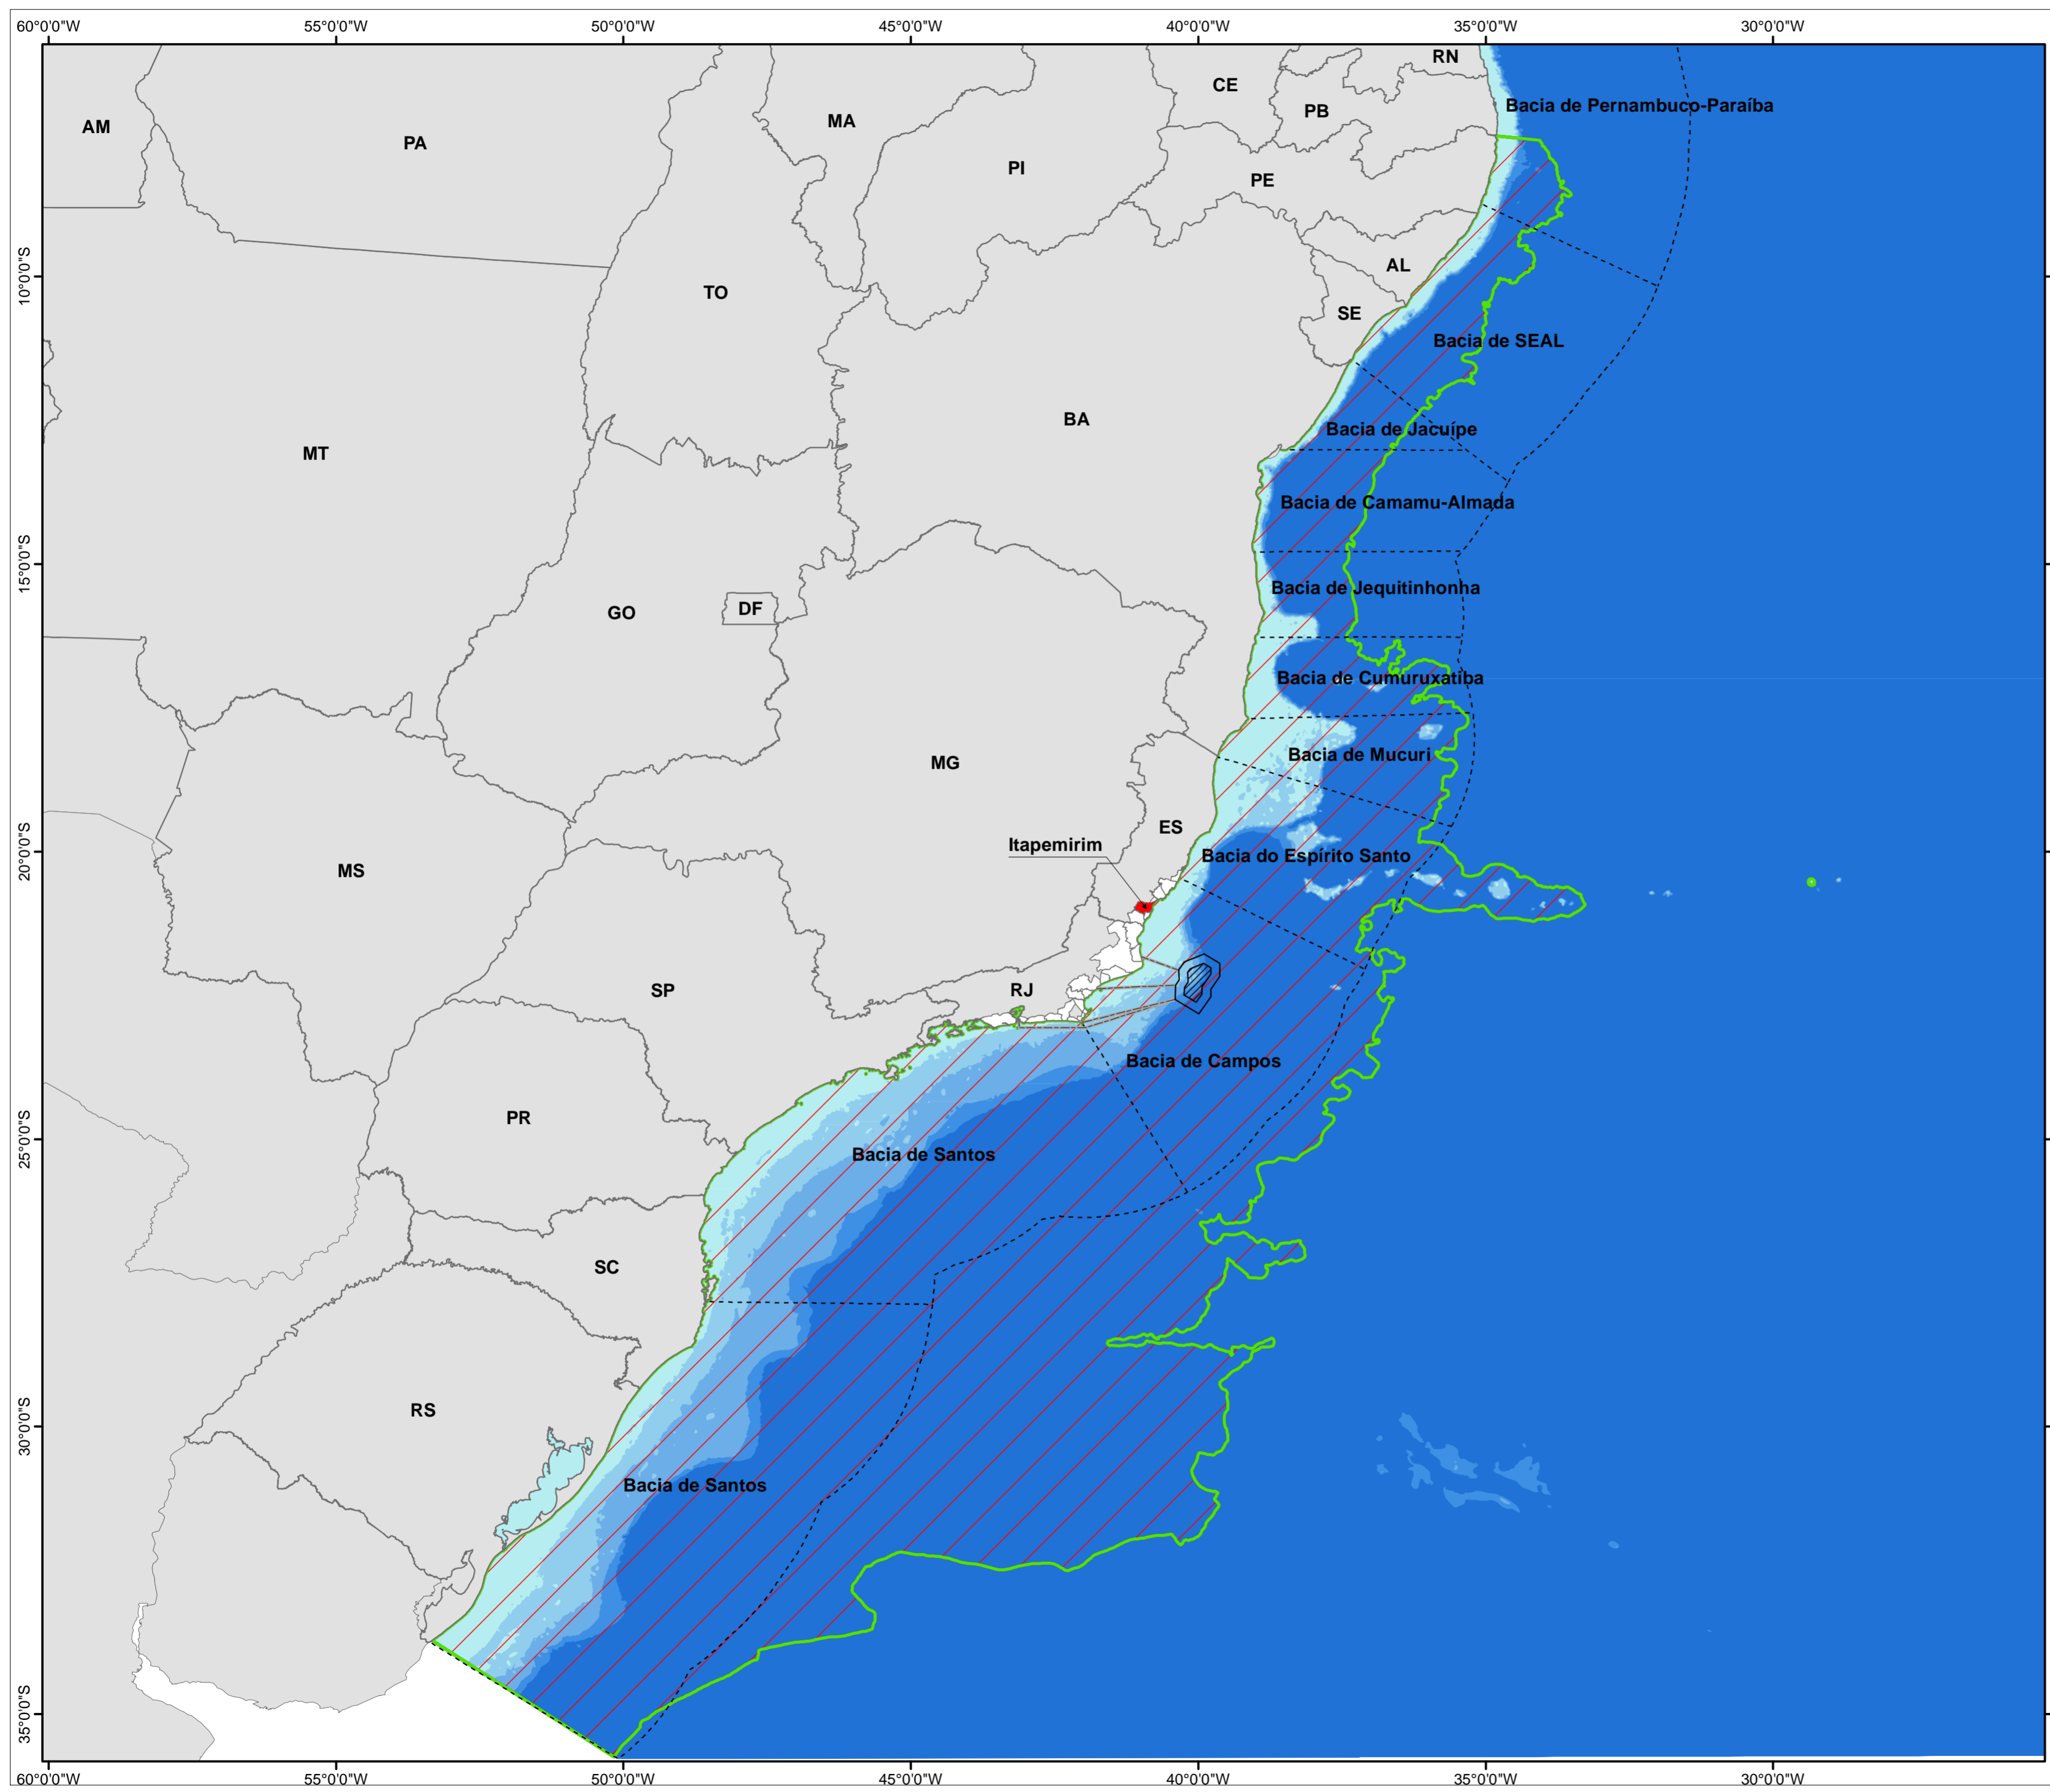 60°0'0"W 55°0'0"W 50°0'0"W 45°0'0"W 40°0'0"W 35°0'0"W 30°0'0"W
RN
CE
Bacia de Pernambuco-Paraíba
PB
MA
AM
PA
PI
PE
AL
10°0'0"S
TO
SE
Bacia de SEAL
BA
Bacia de Jacuípe
MT
Bacia de Camamu-Almada
15°0'0"S
Bacia de Jequitinhonha
DF
GO
Bacia de Cumuruxatiba
Bacia de Mucuri
MG
ES
Itapemirim
20°0'0"S
Bacia do Espírito Santo
MS
SP
RJ
Bacia de Campos
PR
25°0'0"S
Bacia de Santos
SC
RS
30°0'0"S
Bacia de Santos
35°0'0"S
60°0'0"W 55°0'0"W 50°0'0"W 45°0'0"W 40°0'0"W 35°0'0"W 30°0'0"W